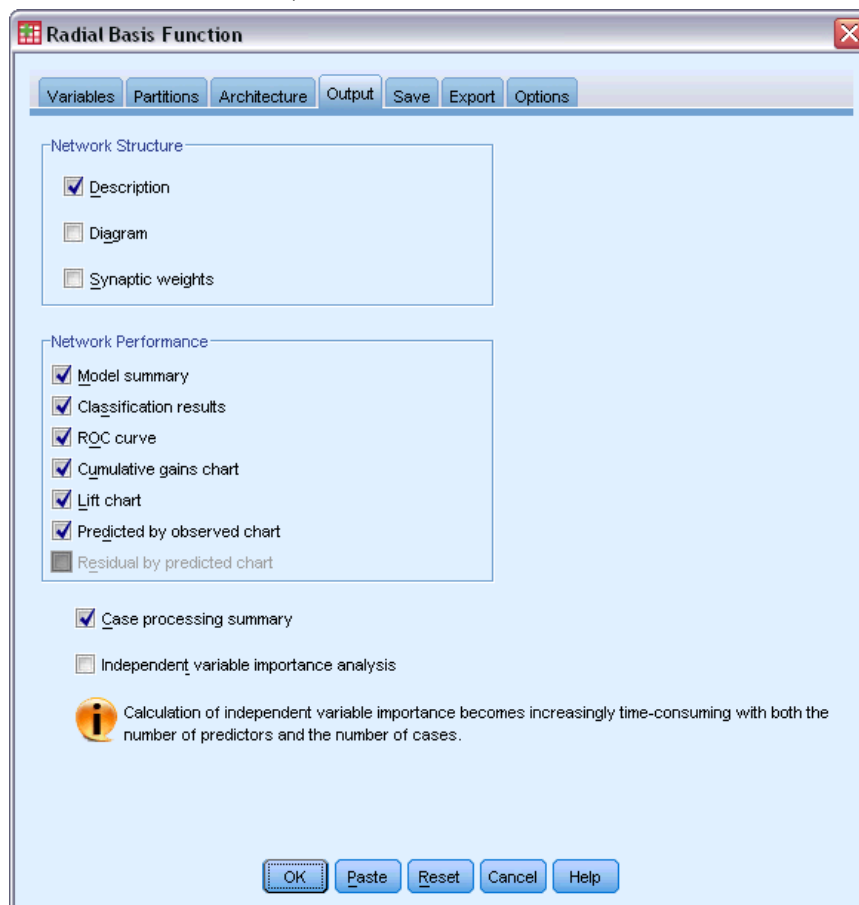 Radial Basis Function
Variables Partitions Architecture Output Save Export Options
Network Structure
Description
Diagram
Synaptic weights
Network Performance
Model summary
Classification results
ROC curve
Cumulative gains chart
Lift chart
Predicted by observed chart
Residual by predicted chart
Case processing summary
Independent variable importance analysis
Calculation of independent variable importance becomes increasingly time-consuming with both the
number of predictors and the number of cases.
OK Paste Reset Cancel Help